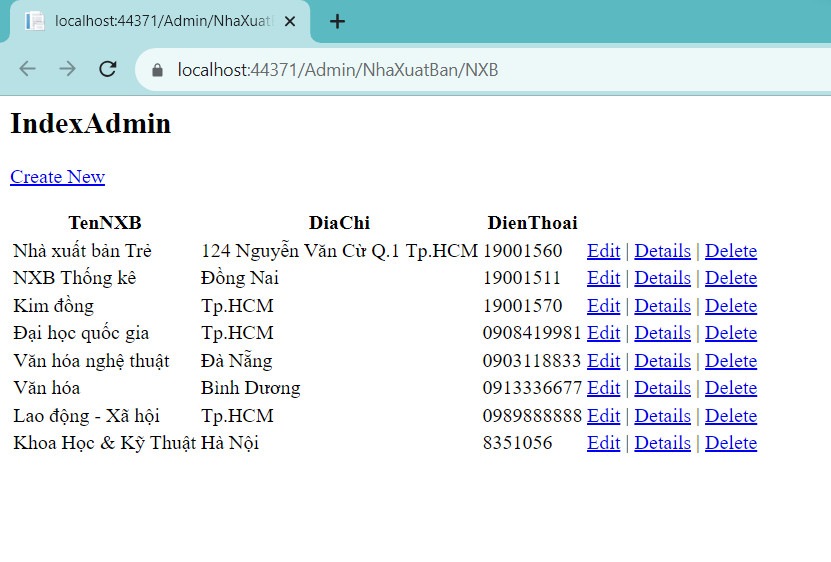 localhost:44371/Admin/NhaXuatB
localhost:44371/Admin/NhaXuatBan/NXB
IndexAdmin
Create New
TenNXB DiaChi DienThoai
Nhà xuất bản Trẻ 124 Nguyễn Văn Cừ Q.1 Tp.HCM 19001560 Edit | Details | Delete
NXB Thống kê Đồng Nai 19001511 Edit | Details | Delete
Kim đồng Tp.HCM 19001570 Edit | Details | Delete
Đại học quốc gia Tp.HCM 0908419981 Edit | Details | Delete
Văn hóa nghệ thuật Đà Nẵng 0903118833 Edit | Details | Delete
Văn hóa Bình Dương 0913336677 Edit | Details | Delete
Lao động - Xã hội Tp.HCM 0989888888 Edit | Details | Delete
Khoa Học & Kỹ Thuật Hà Nội 8351056 Edit | Details | Delete